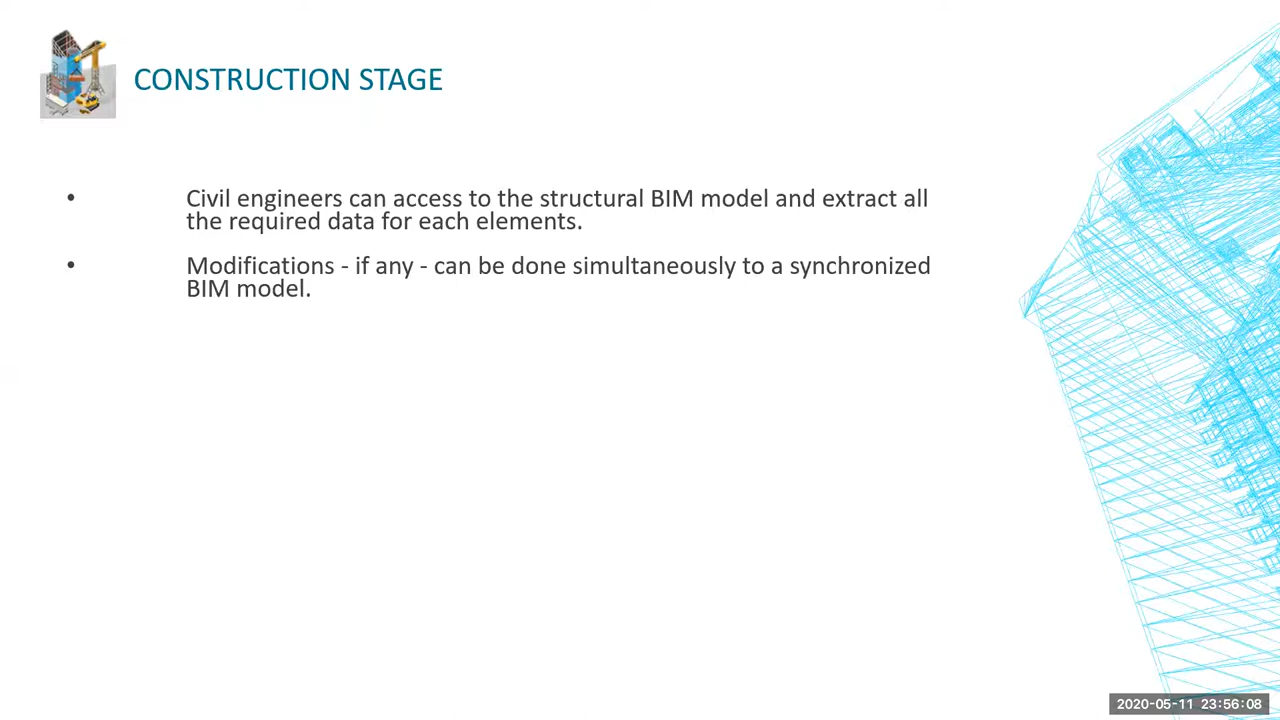 CONSTRUCTION STAGE
• Civil engineers can access to the structural BIM model and extract all
the required data for each elements.
• Modifications - if any - can be done simultaneously to a synchronized
BIM model.
2020-05-11 23:56:08